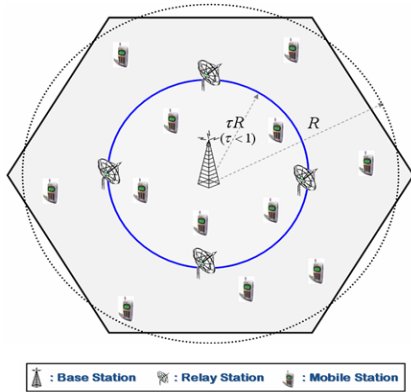 τR
(τ<1)
R
: Base Station : Relay Station : Mobile Station